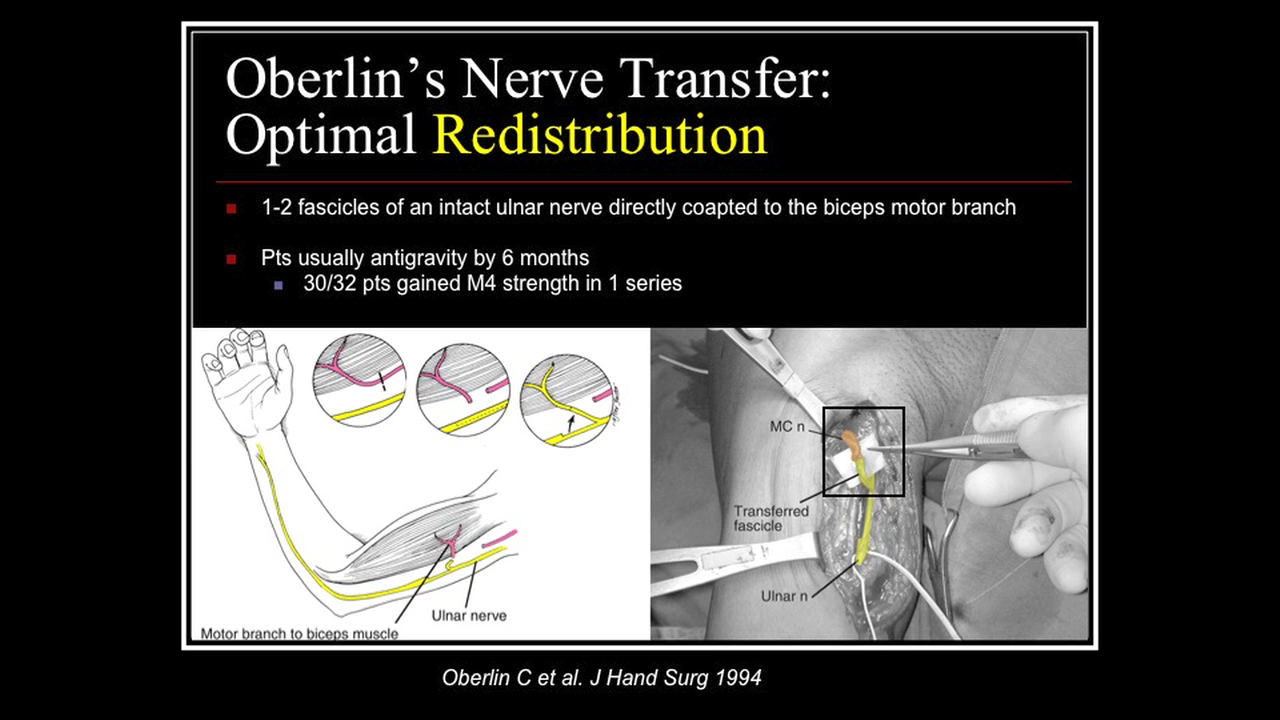 Oberlin’s Nerve Transfer:
Optimal Redistribution
1-2 fascicles of an intact ulnar nerve directly coapted to the biceps motor branch
Pts usually antigravity by 6 months
30/32 pts gained M4 strength in 1 series
Ulnar nerve
Motor branch to biceps muscle
MC n
Transferred
fascicle
Ulnar n
Oberlin C et al. J Hand Surg 1994